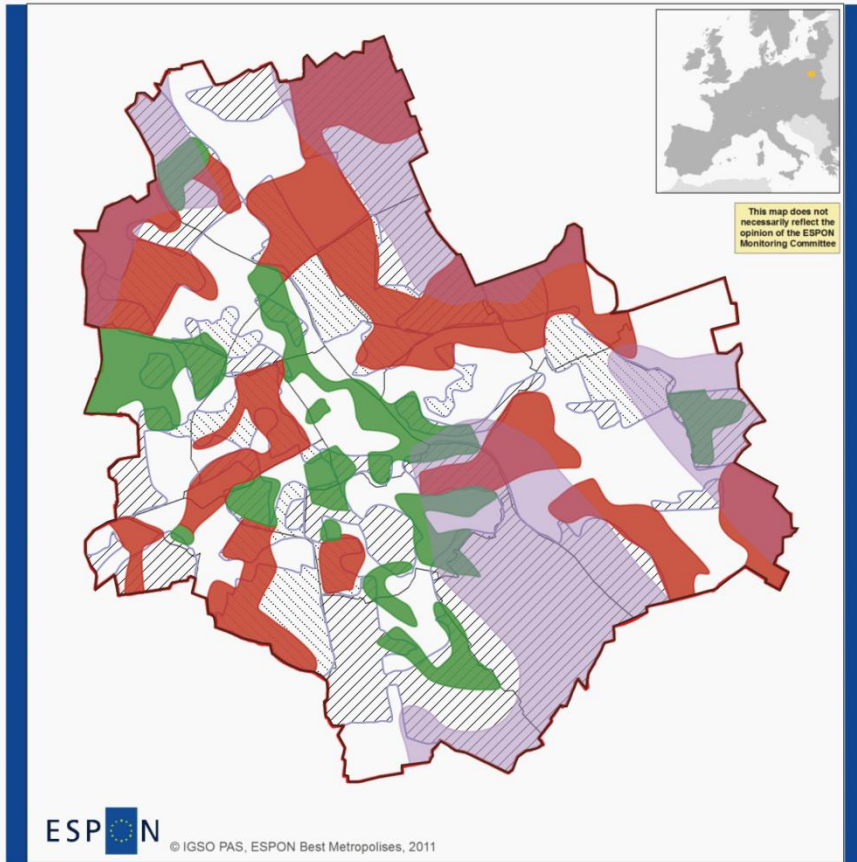 This map does not
necessarily reflect the
opinion of the ESPON
Monitoring Committee
ESPON
© IGSO PAS, ESPON Best Metropolises, 2011